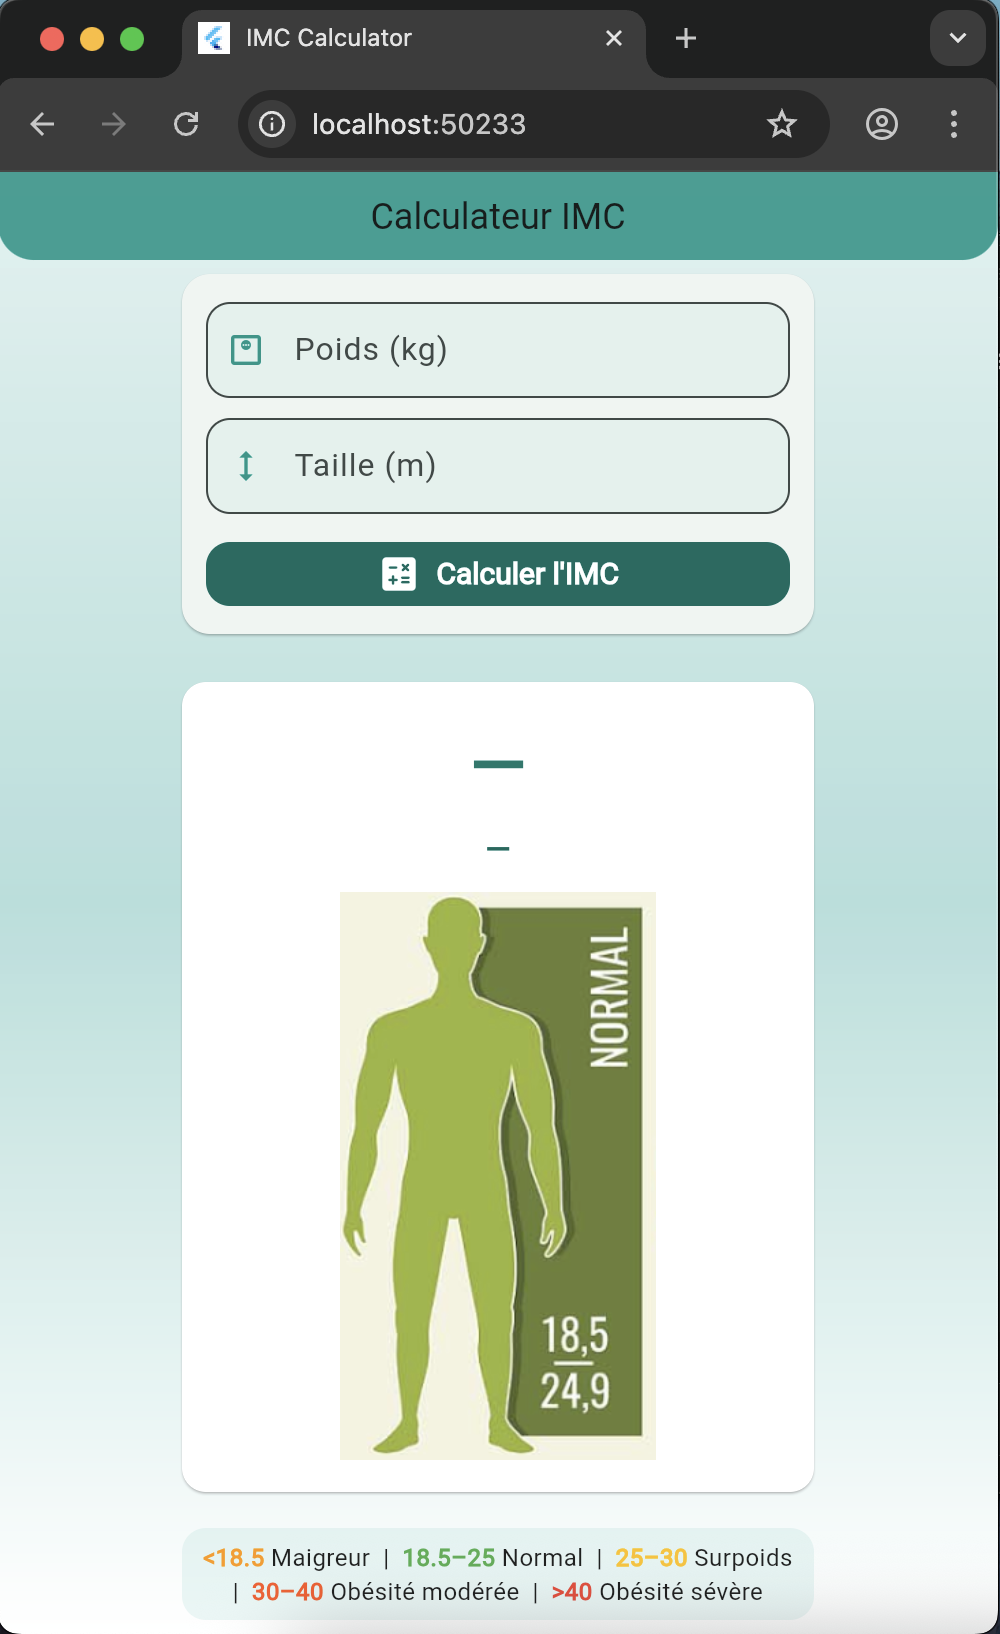 IMC Calculator
localhost:50233
Calculateur IMC
Poids (kg)
Taille (m)
Calculer l'IMC
—
–
NORMAL
18,5
24,9
<18.5 Maigreur | 18.5–25 Normal | 25–30 Surpoids
| 30–40 Obésité modérée | >40 Obésité sévère